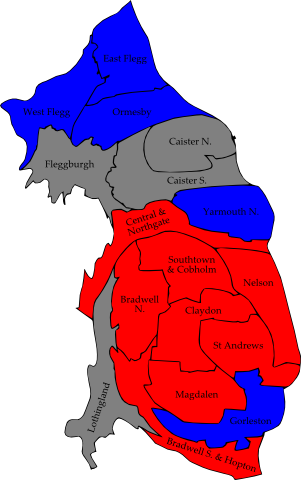 East Flegg
West Flegg
Ormesby
Caister N.
Fleggburgh
Caister S.
Yarmouth N.
Central &
Northgate
Southtown
& Cobholm
Nelson
Bradwell
N.
Claydon
St Andrews
Magdalen
Lothingland
Gorleston
Bradwell S. & Hopton